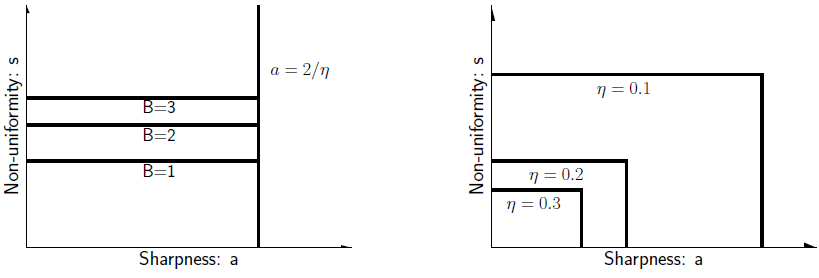 Non-uniformity: s
a = 2/η
B=3
B=2
B=1
Sharpness: a
Non-uniformity: s
η = 0.1
η = 0.2
η = 0.3
Sharpness: a